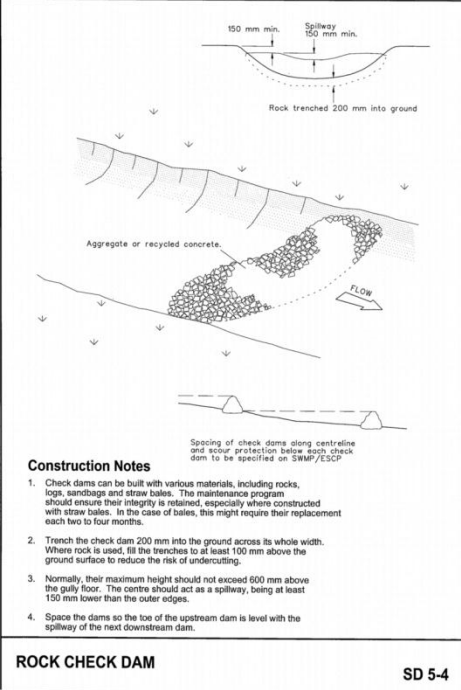 150 mm min.
Spillway
150 mm min.
Rock trenched 200 mm into ground
Aggregate or recycled concrete.
FLOW
Spacing of check dams along centreline
and scour protection below each check
dam to be specified on SWMP/ESCP
Construction Notes
1. Check dams can be built with various materials, including rocks,
logs, sandbags and straw bales. The maintenance program
should ensure their integrity is retained, especially where constructed
with straw bales. In the case of bales, this might require their replacement
each two to four months.
2. Trench the check dam 200 mm into the ground across its whole width.
Where rock is used, fill the trenches to at least 100 mm above the
ground surface to reduce the risk of undercutting.
3. Normally, their maximum height should not exceed 600 mm above
the gully floor. The centre should act as a spillway, being at least
150 mm lower than the outer edges.
4. Space the dams so the toe of the upstream dam is level with the
spillway of the next downstream dam.
ROCK CHECK DAM
SD 5-4